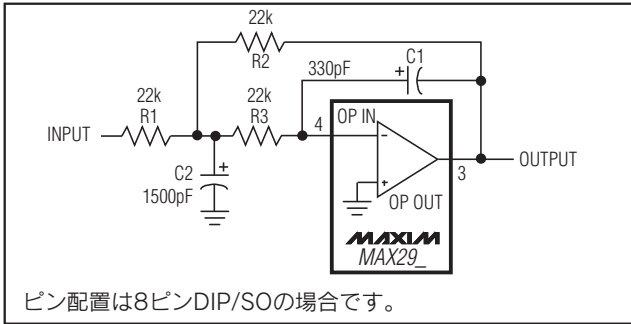 22k
R2
330pF
C1
+
22k
R1
22k
R3
4
OP IN
INPUT
−
OUTPUT
C2
+
1500pF
+
3
OP OUT
MAXIM
MAX29_
ピン配置は8ピンDIP/SOの場合です。